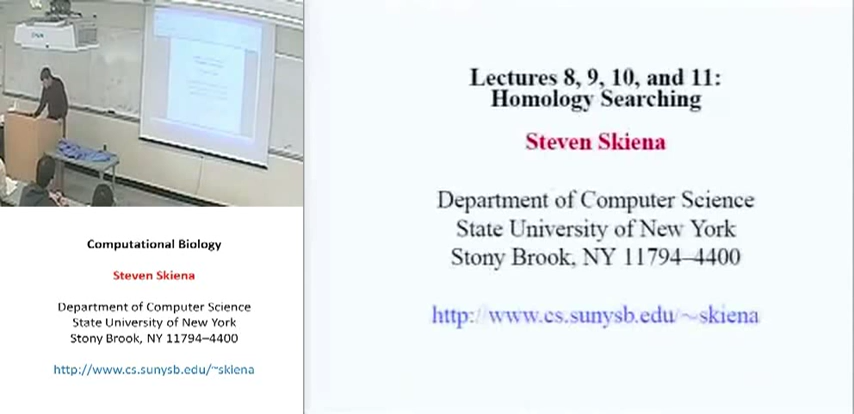 Computational Biology
Steven Skiena
Department of Computer Science
State University of New York
Stony Brook, NY 11794–4400
http://www.cs.sunysb.edu/~skiena
Lectures 8, 9, 10, and 11:
Homology Searching
Steven Skiena
Department of Computer Science
State University of New York
Stony Brook, NY 11794–4400
http://www.cs.sunysb.edu/~skiena